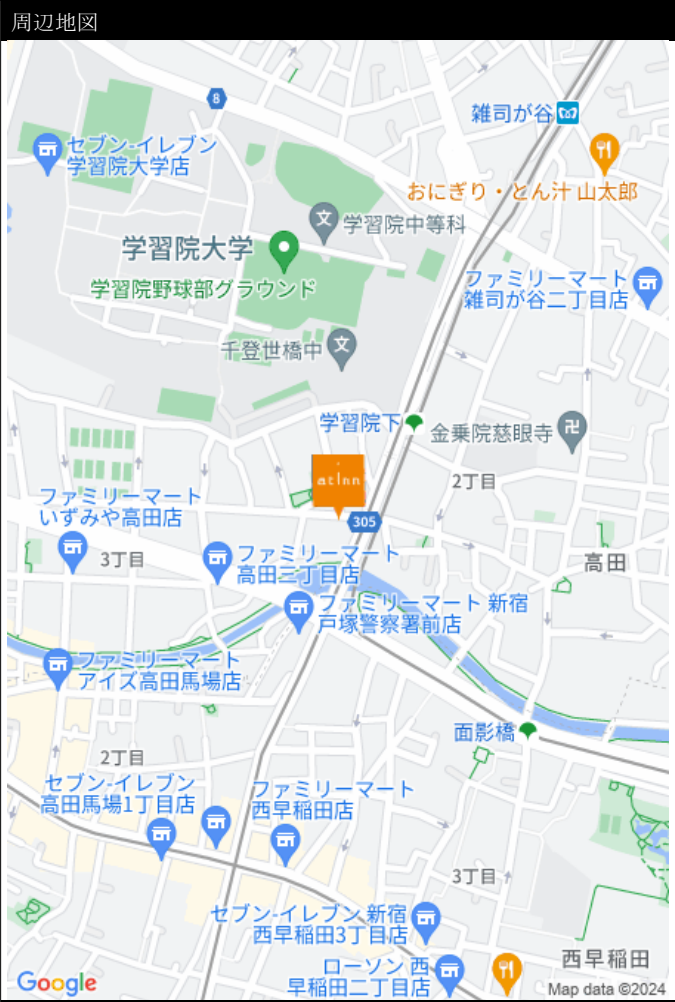 周辺地図
8
雑司が谷
セブン-イレブン
学習院大学店
おにぎり・とん汁 山太郎
学習院中等科
学習院大学
学習院野球部グラウンド
ファミリーマート
雑司が谷二丁目店
千登世橋中
学習院下
金乗院慈眼寺
at inn
2丁目
ファミリーマート
いずみや高田店
305
3丁目
ファミリーマート
高田二丁目店
高田
ファミリーマート 新宿
戸塚警察署前店
ファミリーマート
アイズ高田馬場店
面影橋
2丁目
セブン-イレブン
高田馬場1丁目店
ファミリーマート
西早稲田店
3丁目
セブン-イレブン 新宿
西早稲田3丁目店
ローソン 西
早稲田二丁目店
西早稲田
Google
Map data ©2024